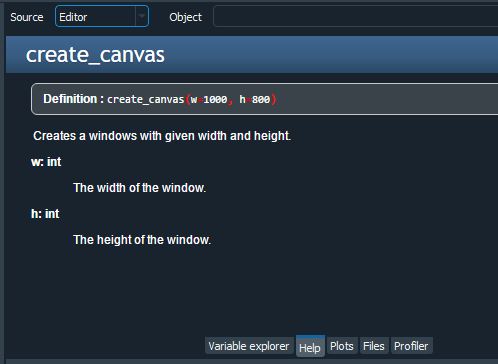 Source Editor Object
create_canvas
Definition : create_canvas(w=1000, h=800)
Creates a windows with given width and height.
w: int
The width of the window.
h: int
The height of the window.
Variable explorer Help Plots Files Profiler